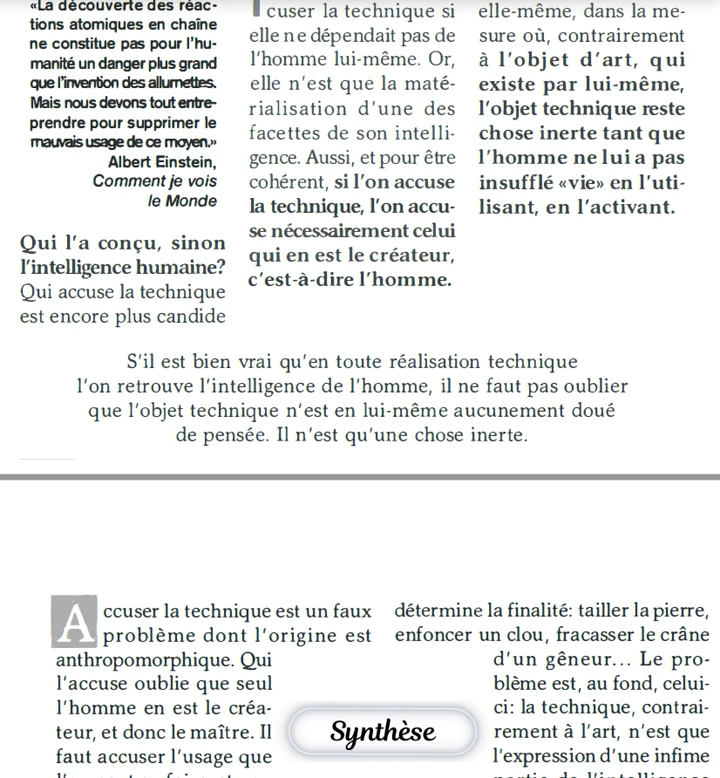 «La découverte des réac-
tions atomiques en chaîne
ne constitue pas pour l'hu-
manité un danger plus grand
que l'invention des allumettes.
Mais nous devons tout entre-
prendre pour supprimer le
mauvais usage de ce moyen.»
Albert Einstein,
Comment je vois
le Monde
Qui l'a conçu, sinon
l'intelligence humaine?
Qui accuse la technique
est encore plus candide
cuser la technique si
elle ne dépendait pas de
l'homme lui-même. Or,
elle n'est que la maté-
rialisation d'une des
facettes de son intelli-
gence. Aussi, et pour être
cohérent, si l'on accuse
la technique, l'on accu-
se nécessairement celui
qui en est le créateur,
c'est-à-dire l'homme.
elle-même, dans la me-
sure où, contrairement
à l'objet d'art, qui
existe par lui-même,
l'objet technique reste
chose inerte tant que
l'homme ne lui a pas
insufflé «vie» en l'uti-
lisant, en l'activant.
S'il est bien vrai qu'en toute réalisation technique
l'on retrouve l'intelligence de l'homme, il ne faut pas oublier
que l'objet technique n'est en lui-même aucunement doué
de pensée. Il n'est qu'une chose inerte.
Accuser la technique est un faux
problème dont l'origine est
anthropomorphique. Qui
l'accuse oublie que seul
l'homme en est le créa-
teur, et donc le maître. Il
faut accuser l'usage que
Synthèse
détermine la finalité: tailler la pierre,
enfoncer un clou, fracasser le crâne
d'un gêneur... Le pro-
blème est, au fond, celui-
ci: la technique, contrai-
rement à l'art, n'est que
l'expression d'une infime